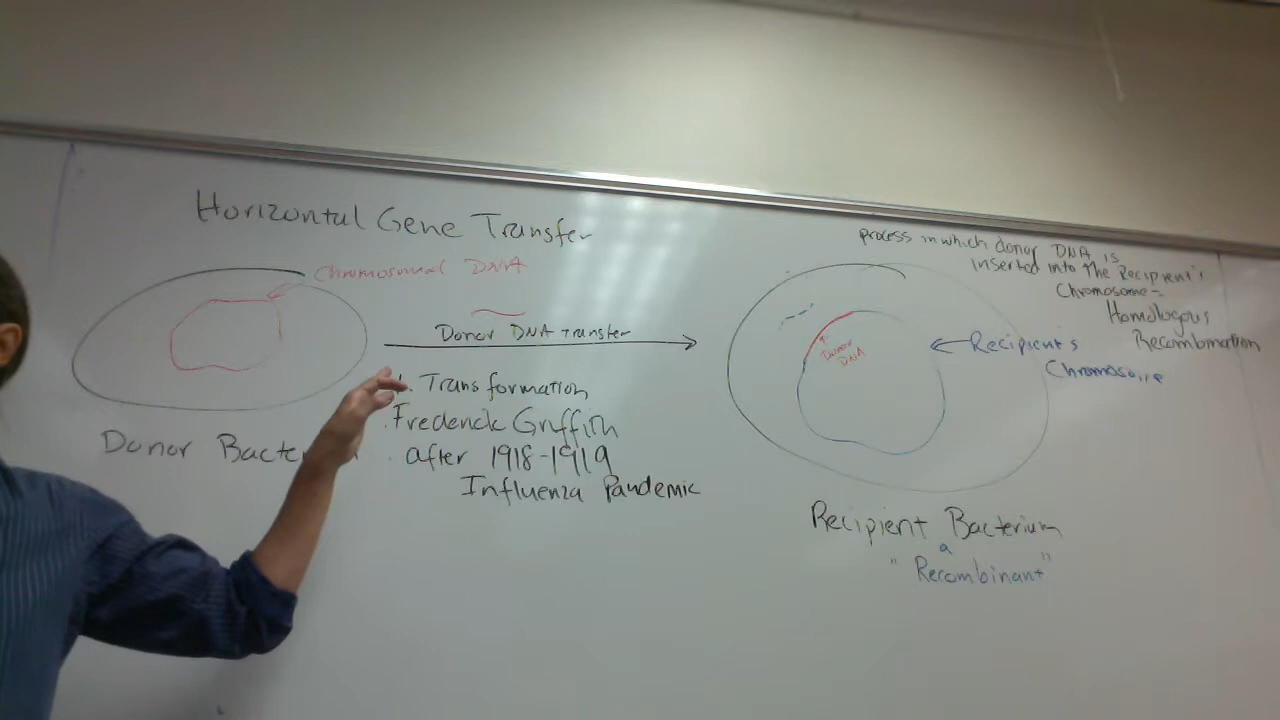 Horizontal Gene Transfer
Chromosomal DNA
Donor DNA transfer
1. Transformation
Frederick Griffith
after 1918-1919
Influenza Pandemic
Donor
process in which donor DNA is
inserted into the Recipient's
Chromosome =
Homologous
Recombination
Recipient's
Chromosome
Donor
DNA
Recipient Bacterium
a
"Recombinant"